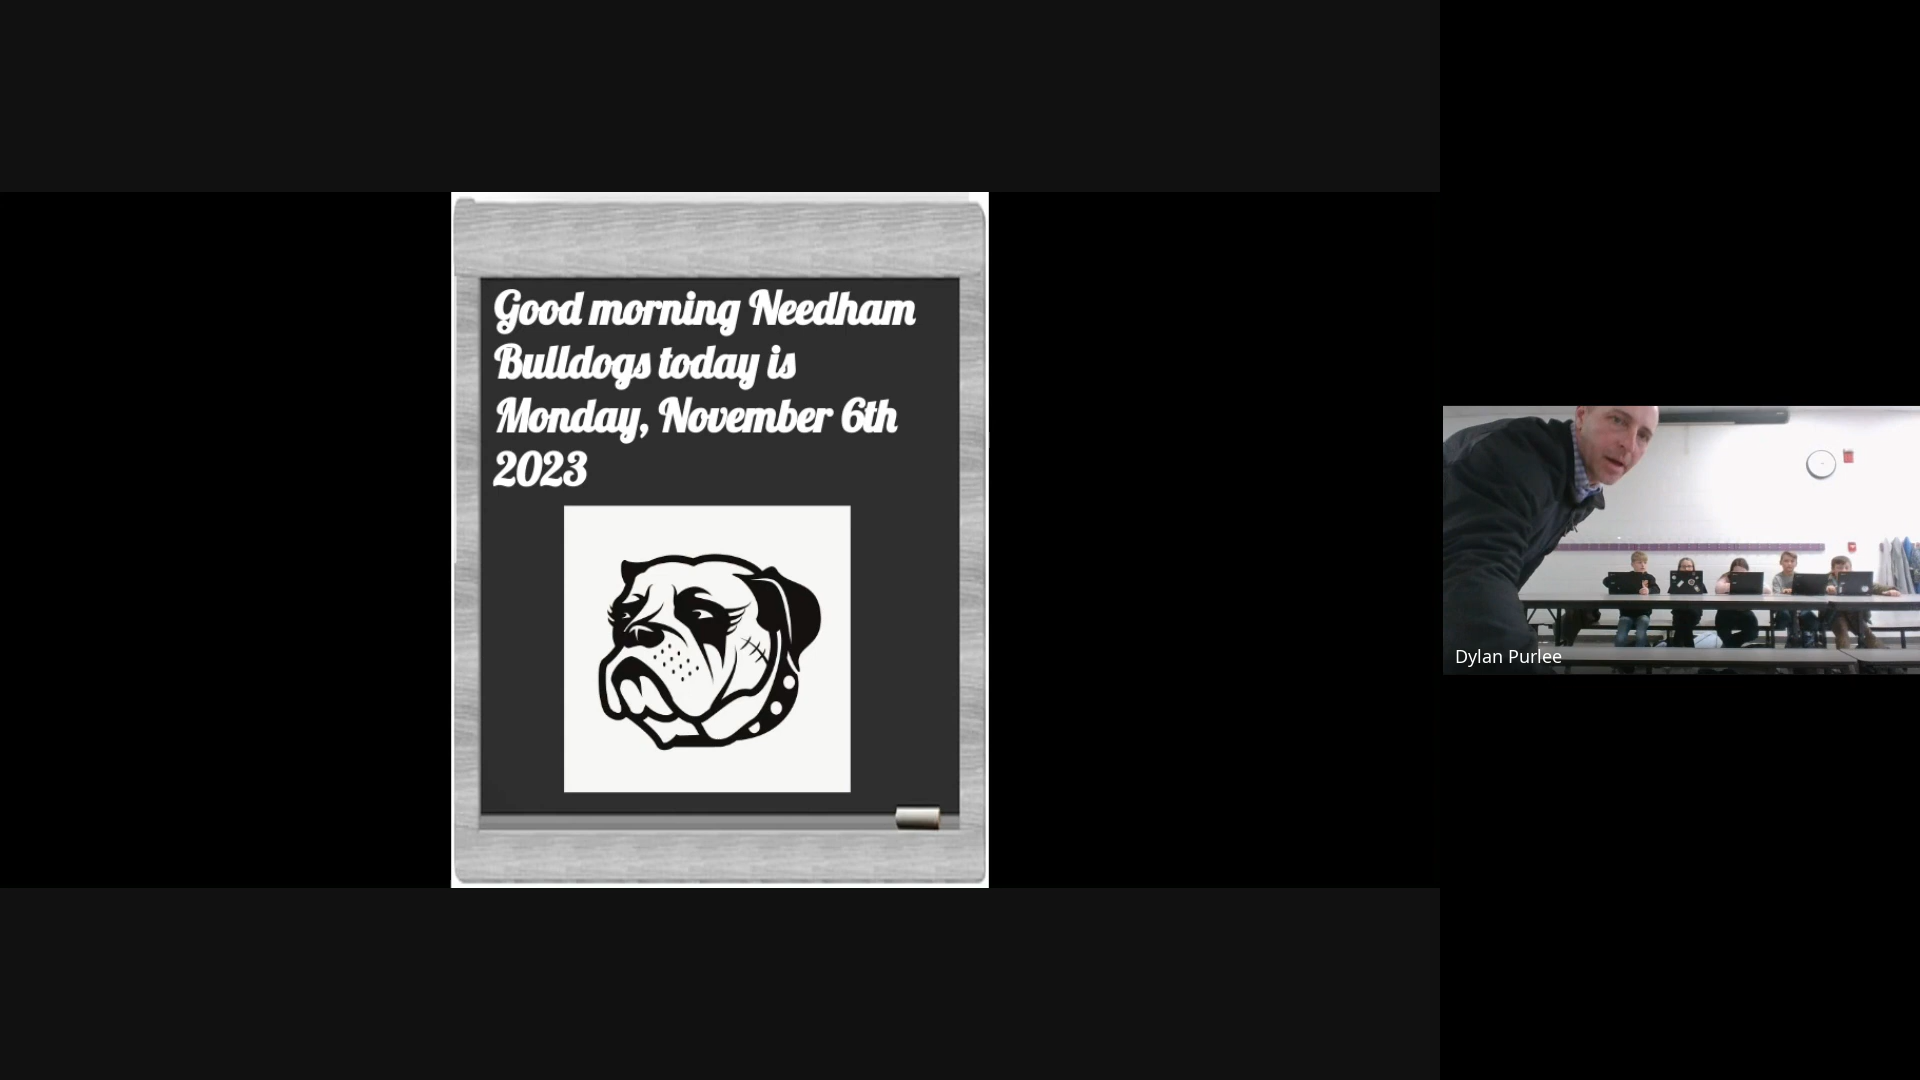 Good morning Needham
Bulldogs today is
Monday, November 6th
2023
Dylan Purlee